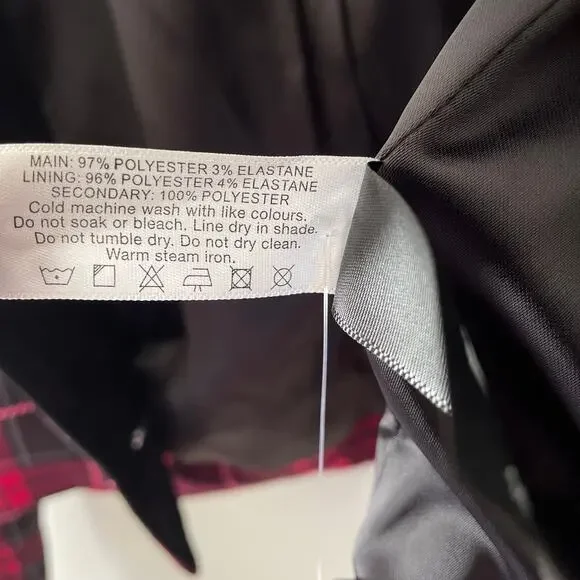 MAIN: 97% POLYESTER 3% ELASTANE
LINING: 96% POLYESTER 4% ELASTANE
SECONDARY: 100% POLYESTER
Cold machine wash with like colours.
Do not soak or bleach. Line dry in shade.
Do not tumble dry. Do not dry clean.
Warm steam iron.